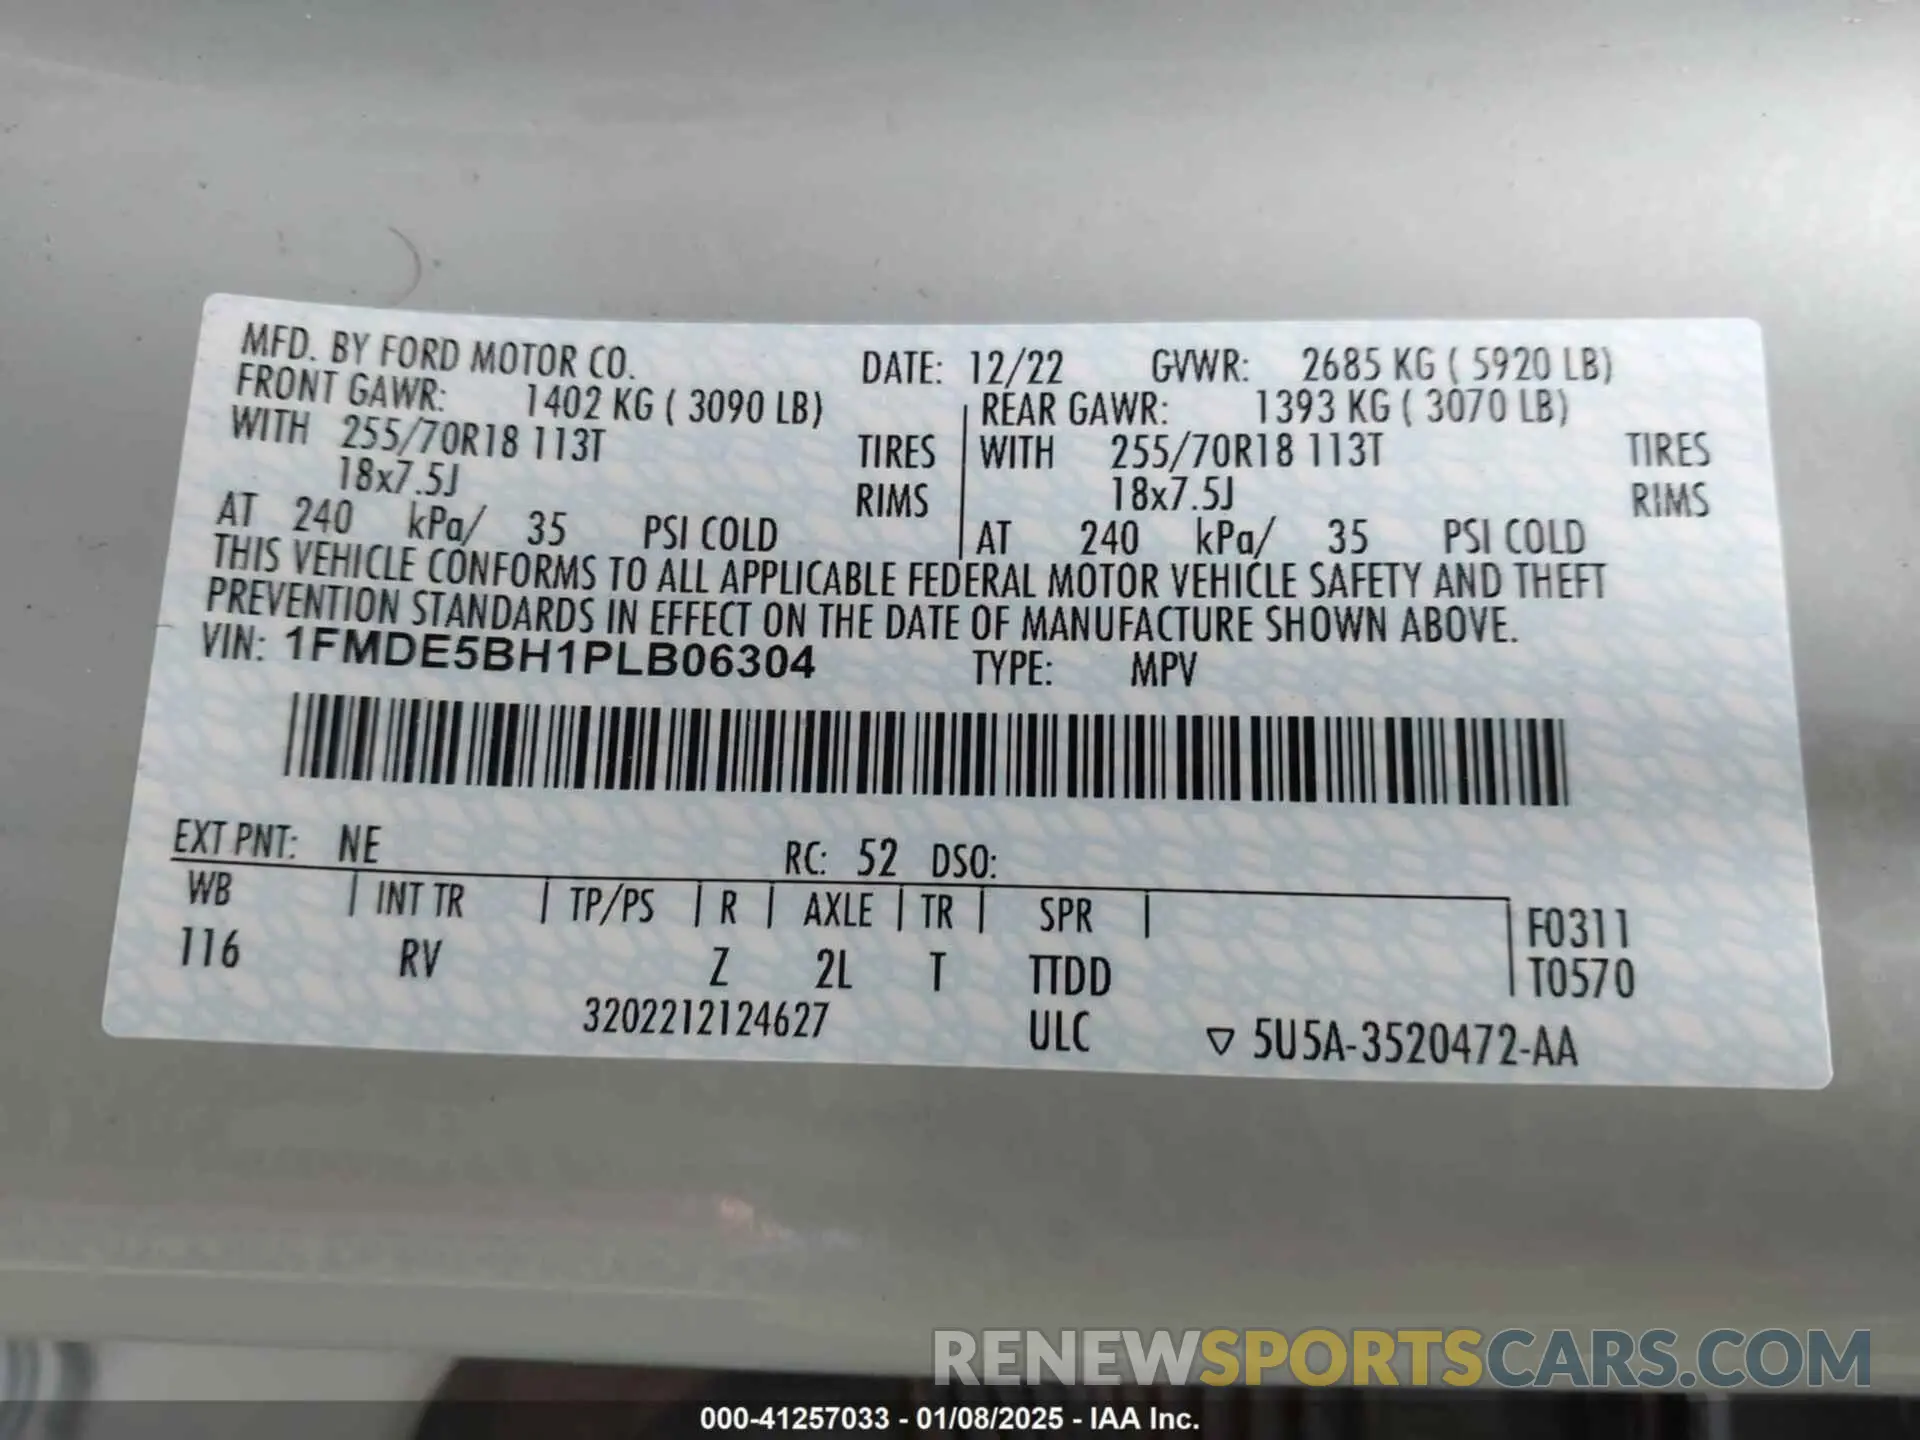 MFD. BY FORD MOTOR CO. DATE: 12/22 GVWR: 2685 KG ( 5920 LB)
FRONT GAWR: 1402 KG ( 3090 LB) REAR GAWR: 1393 KG ( 3070 LB)
WITH 255/70R18 113T TIRES WITH 255/70R18 113T TIRES
18x7.5J RIMS 18x7.5J RIMS
AT 240 kPa/ 35 PSI COLD AT 240 kPa/ 35 PSI COLD
THIS VEHICLE CONFORMS TO ALL APPLICABLE FEDERAL MOTOR VEHICLE SAFETY AND THEFT
PREVENTION STANDARDS IN EFFECT ON THE DATE OF MANUFACTURE SHOWN ABOVE.
VIN: 1FMDE5BH1PLB06304 TYPE: MPV
EXT PNT: NE RC: 52 DSO:
WB | INT TR | TP/PS | R | AXLE | TR | SPR | F0311
116 RV Z 2L T TTDD T0570
3202212124627 ULC ▽ 5U5A-3520472-AA
RENEWSPORTSCARS.COM
000-41257033 - 01/08/2025 - IAA Inc.